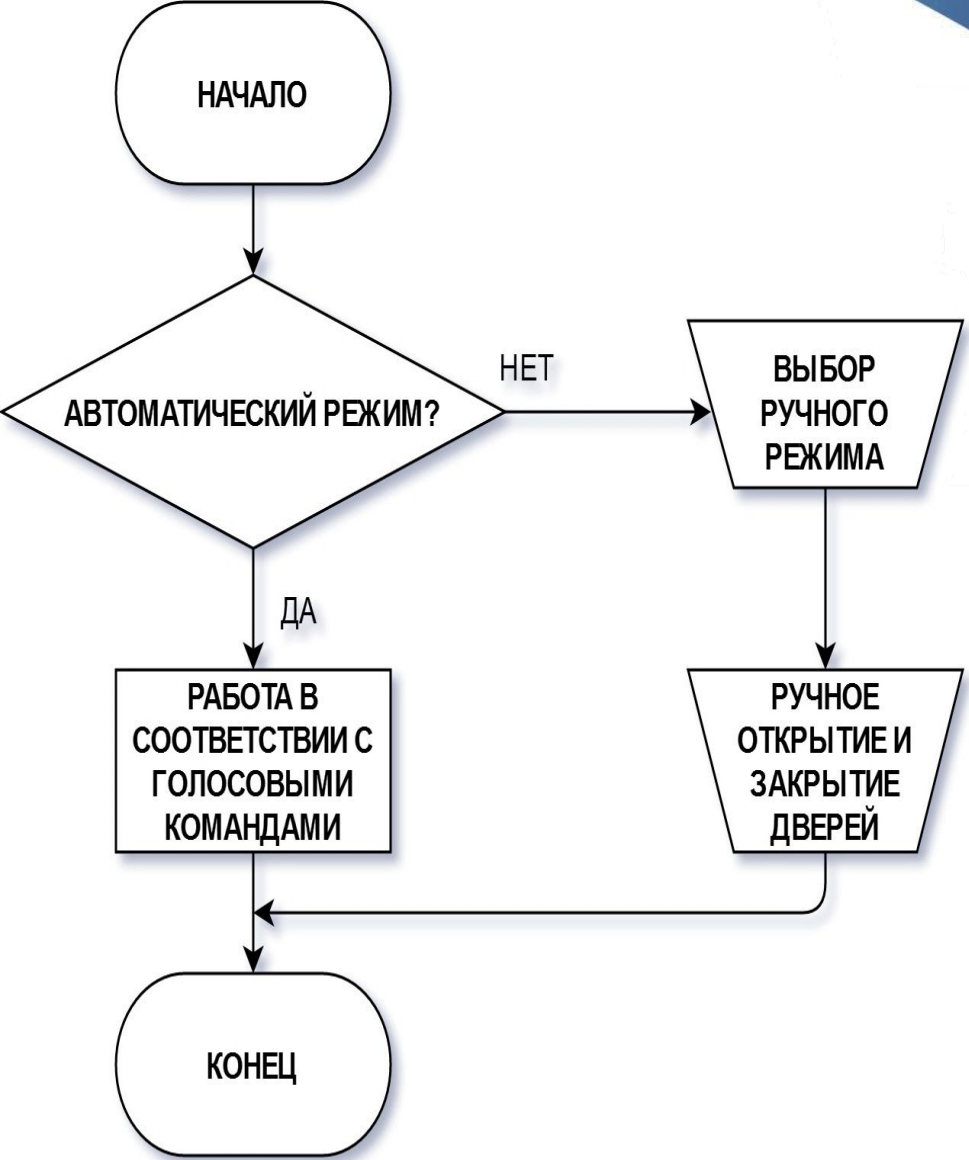 НАЧАЛО
АВТОМАТИЧЕСКИЙ РЕЖИМ?
НЕТ
ВЫБОР
РУЧНОГО
РЕЖИМА
ДА
РАБОТА В
СООТВЕТСТВИИ С
ГОЛОСОВЫМИ
КОМАНДАМИ
РУЧНОЕ
ОТКРЫТИЕ И
ЗАКРЫТИЕ
ДВЕРЕЙ
КОНЕЦ